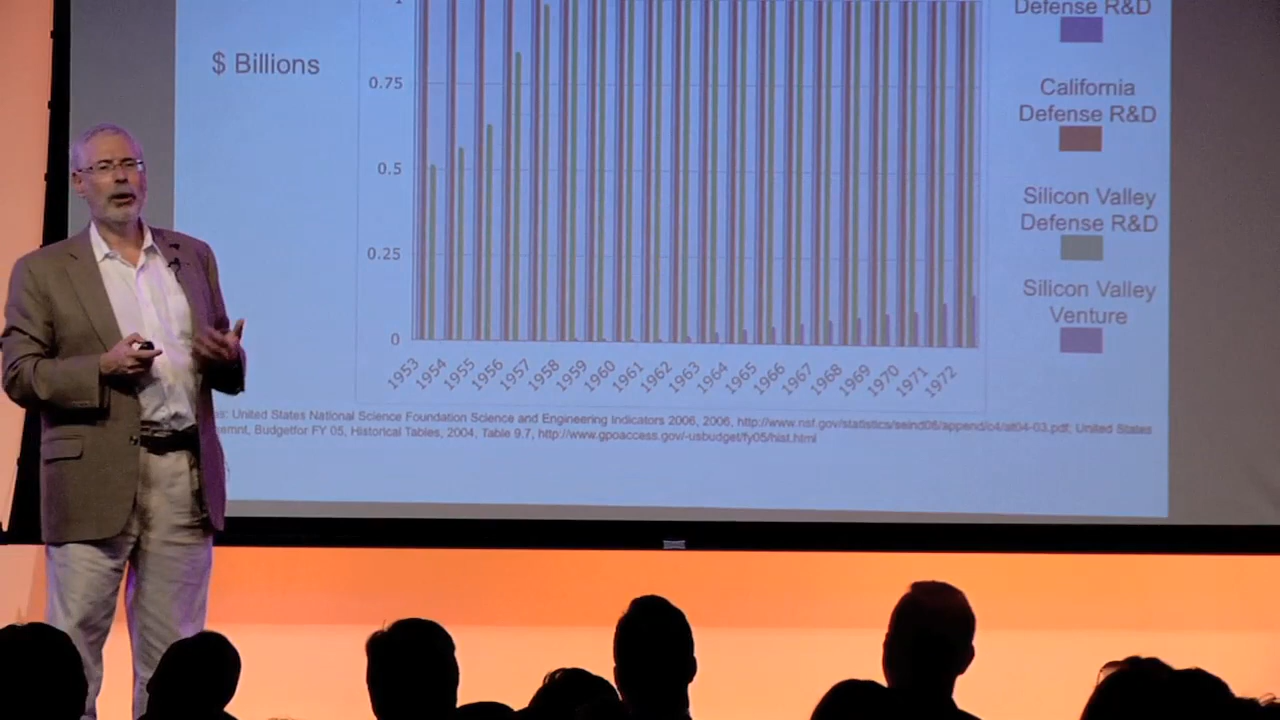 1
Defense R&D
$ Billions
0.75
California
Defense R&D
0.5
Silicon Valley
Defense R&D
0.25
Silicon Valley
Venture
0
1953
1954
1955
1956
1957
1958
1959
1960
1961
1962
1963
1964
1965
1966
1967
1968
1969
1970
1971
1972
United States National Science Foundation Science and Engineering Indicators 2006, 2006, http://www.nsf.gov/statistics/seind06/append/c4/at04-03.pdf; United States
Budgetfor FY 05, Historical Tables, 2004, Table 9.7, http://www.gpoaccess.gov/-usbudget/fy05/hist.html